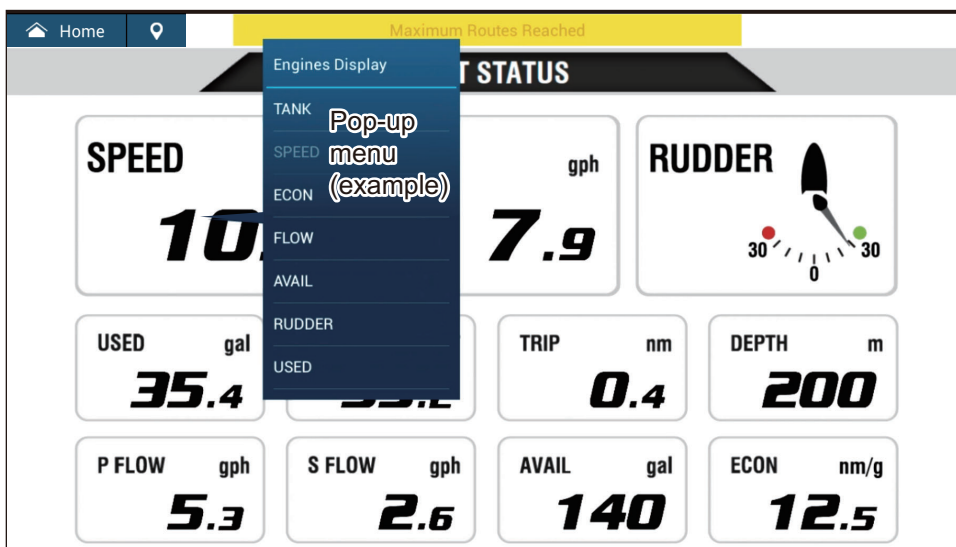 Home
Maximum Routes Reached
Engines Display
T STATUS
TANK
Pop-up
menu
(example)
SPEED
ECON
FLOW
AVAIL
RUDDER
USED
SPEED
10.
gph
7.9
RUDDER
30
0
30
USED gal
35.4
TRIP nm
0.4
DEPTH m
200
P FLOW gph
5.3
S FLOW gph
2.6
AVAIL gal
140
ECON nm/g
12.5